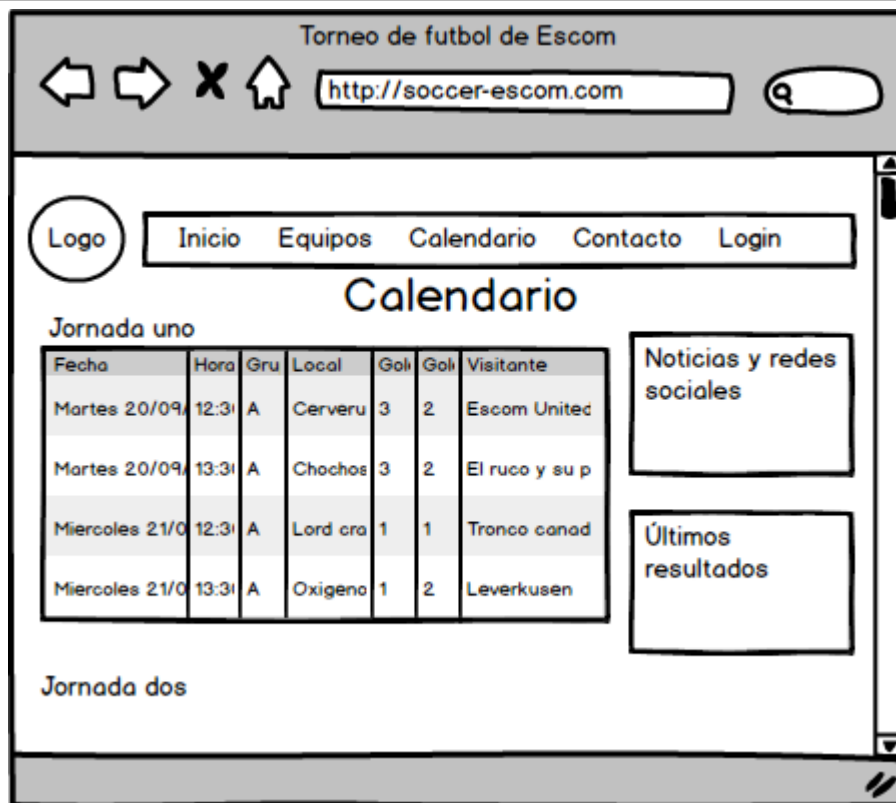 Torneo de futbol de Escom
http://soccer-escom.com
Logo Inicio Equipos Calendario Contacto Login
Calendario
Jornada uno
Fecha Hora Gru Local Gol Gol Visitante
Martes 20/09/ 12:3 A Cerveru 3 2 Escom United
Martes 20/09/ 13:3 A Chochos 3 2 El ruco y su p
Miercoles 21/0 12:3 A Lord cra 1 1 Tronco canad
Miercoles 21/0 13:3 A Oxigeno 1 2 Leverkusen
Noticias y redes
sociales
Últimos
resultados
Jornada dos